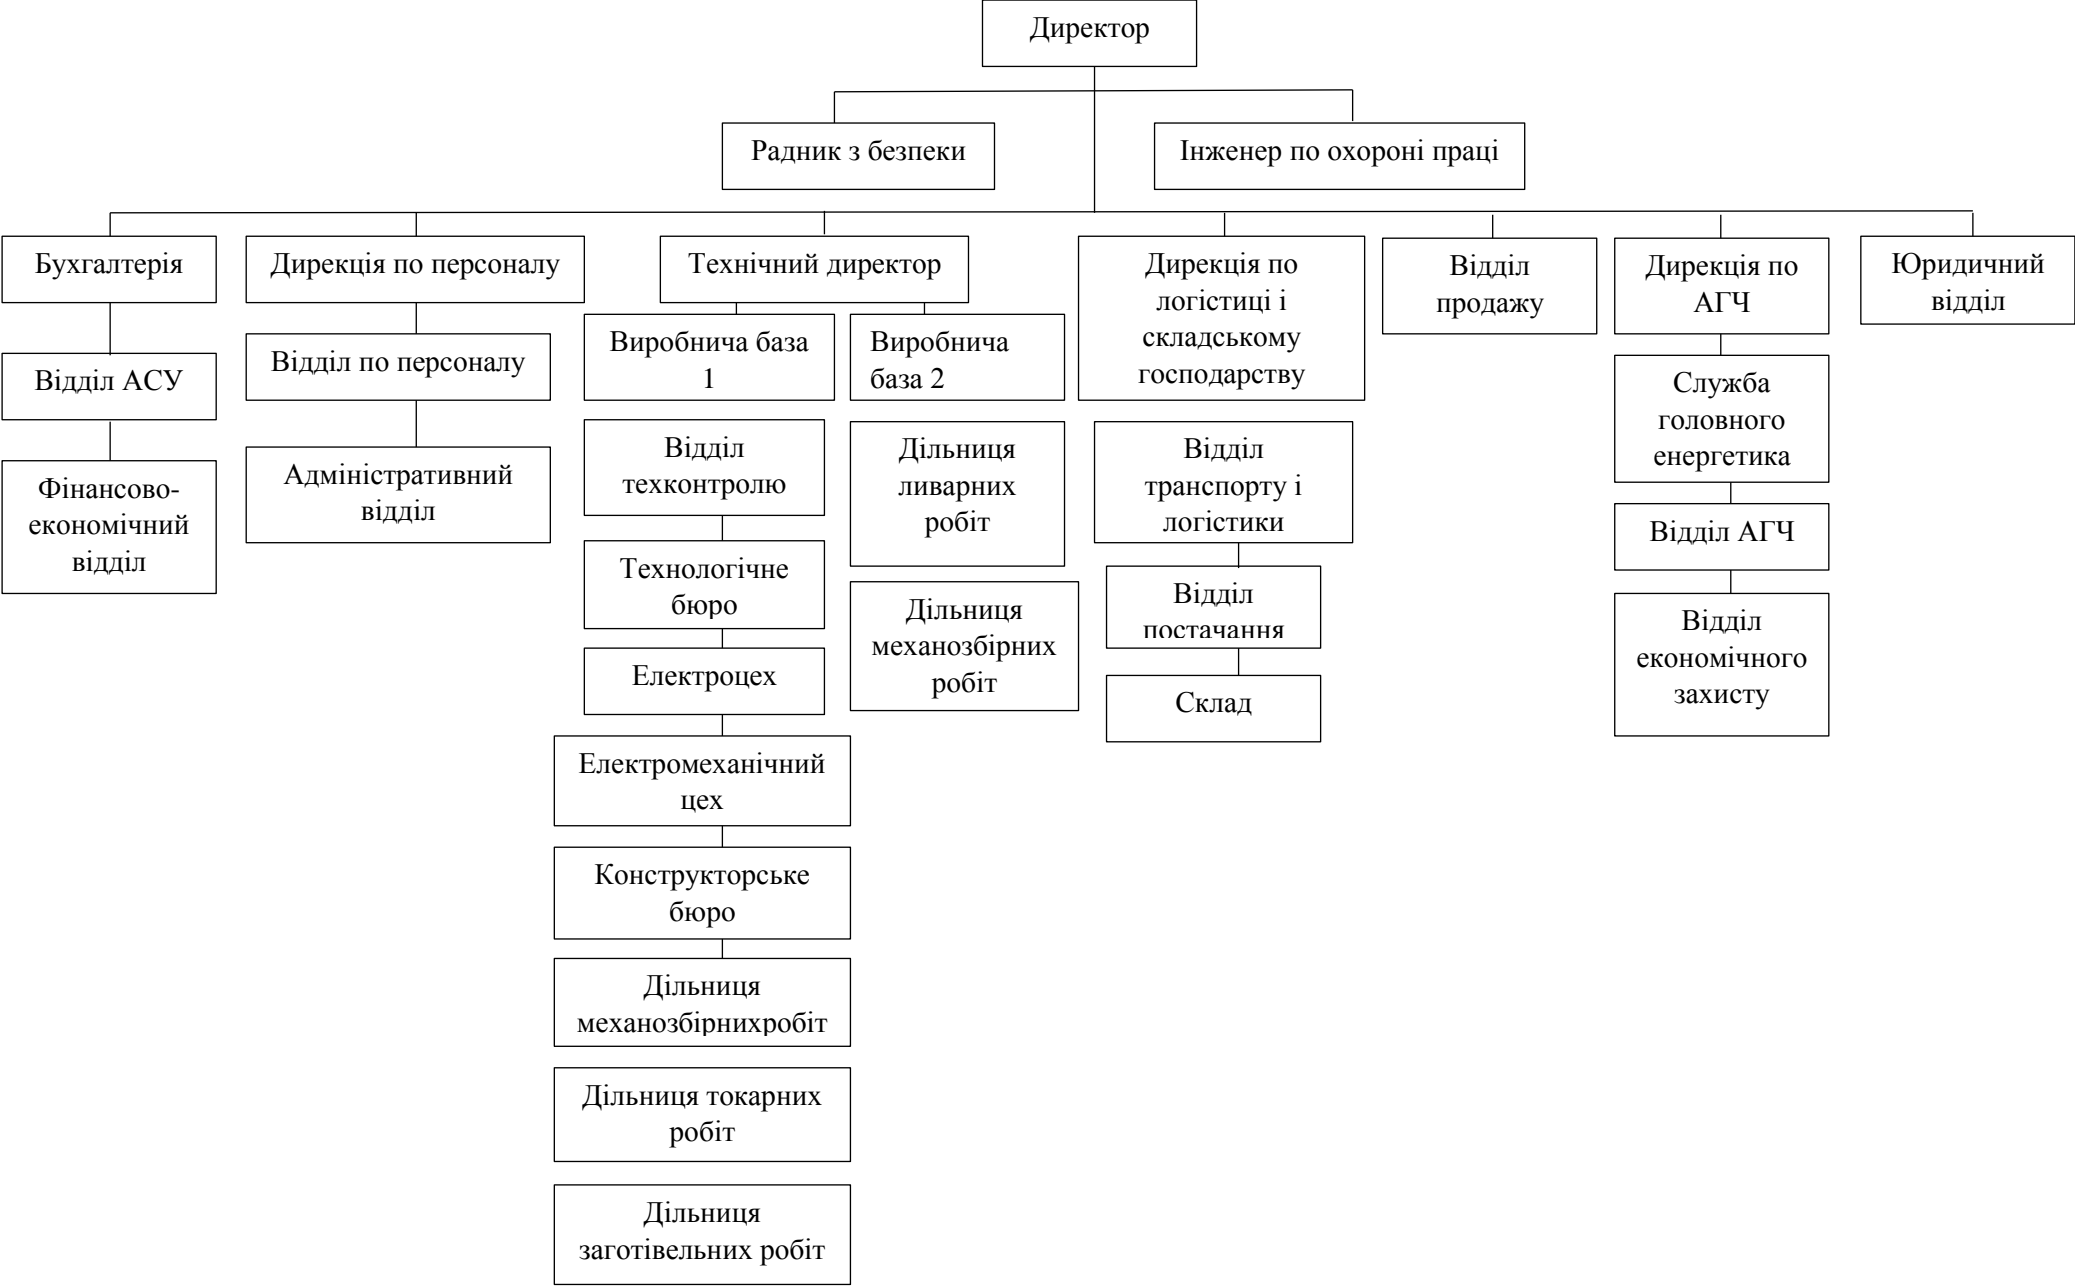 Директор
Радник з безпеки
Інженер по охороні праці
Бухгалтерія
Відділ АСУ
Фінансово-
економічний
відділ
Дирекція по персоналу
Відділ по персоналу
Адміністративний
відділ
Технічний директор
Виробнича база
1
Відділ
техконтролю
Технологічне
бюро
Електроцех
Електромеханічний
цех
Конструкторське
бюро
Дільниця
механозбірнихробіт
Дільниця токарних
робіт
Дільниця
заготівельних робіт
Виробнича
база 2
Дільниця
ливарних
робіт
Дільниця
механозбірних
робіт
Дирекція по
логістиці і
складському
господарству
Відділ
транспорту і
логістики
Відділ
постачання
Склад
Відділ
продажу
Дирекція по
АГЧ
Служба
головного
енергетика
Відділ АГЧ
Відділ
економічного
захисту
Юридичний
відділ